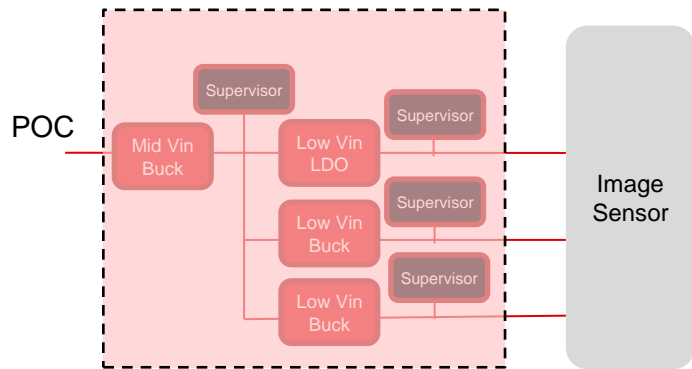 Supervisor
Supervisor
POC
Mid Vin
Buck
Low Vin
LDO
Image
Sensor
Supervisor
Low Vin
Buck
Supervisor
Low Vin
Buck